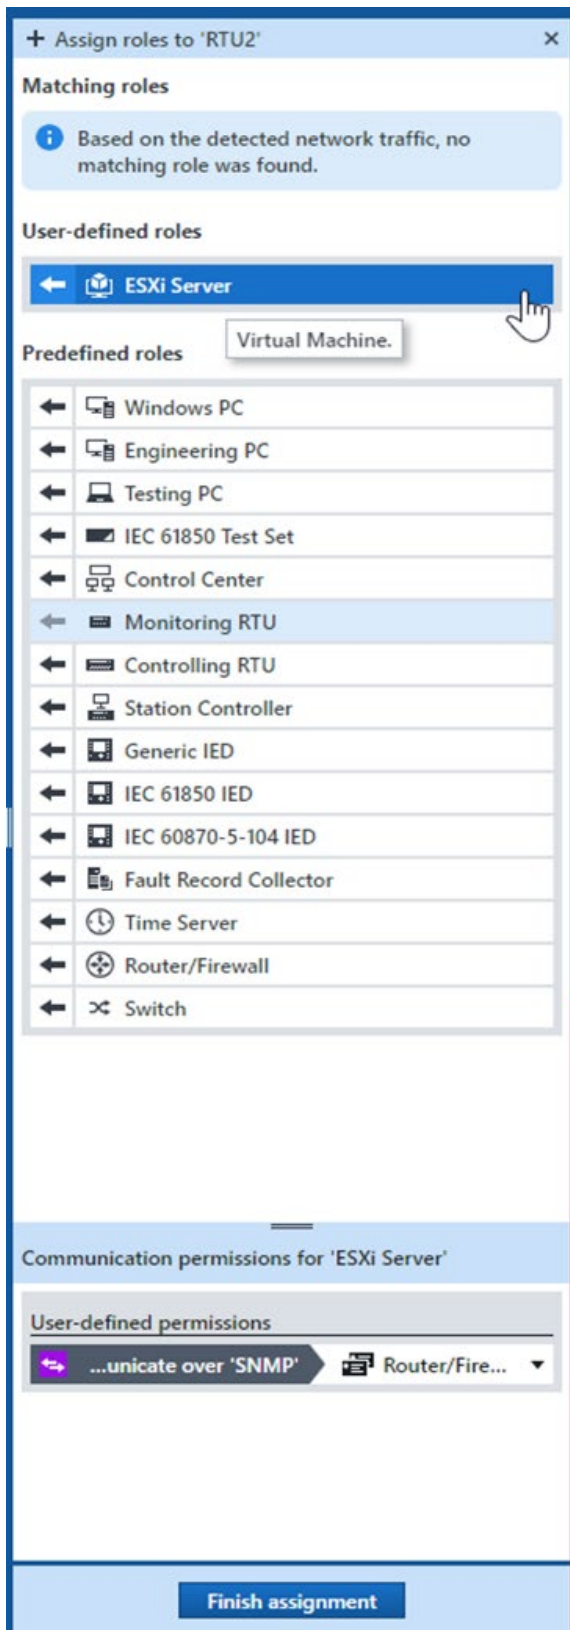 Assign roles to 'RTU2'
Matching roles
Based on the detected network traffic, no
matching role was found.
User-defined roles
ESXi Server
Virtual Machine.
Predefined roles
Windows PC
Engineering PC
Testing PC
IEC 61850 Test Set
Control Center
Monitoring RTU
Controlling RTU
Station Controller
Generic IED
IEC 61850 IED
IEC 60870-5-104 IED
Fault Record Collector
Time Server
Router/Firewall
Switch
Communication permissions for 'ESXi Server'
User-defined permissions
...unicate over 'SNMP' Router/Fire...
Finish assignment